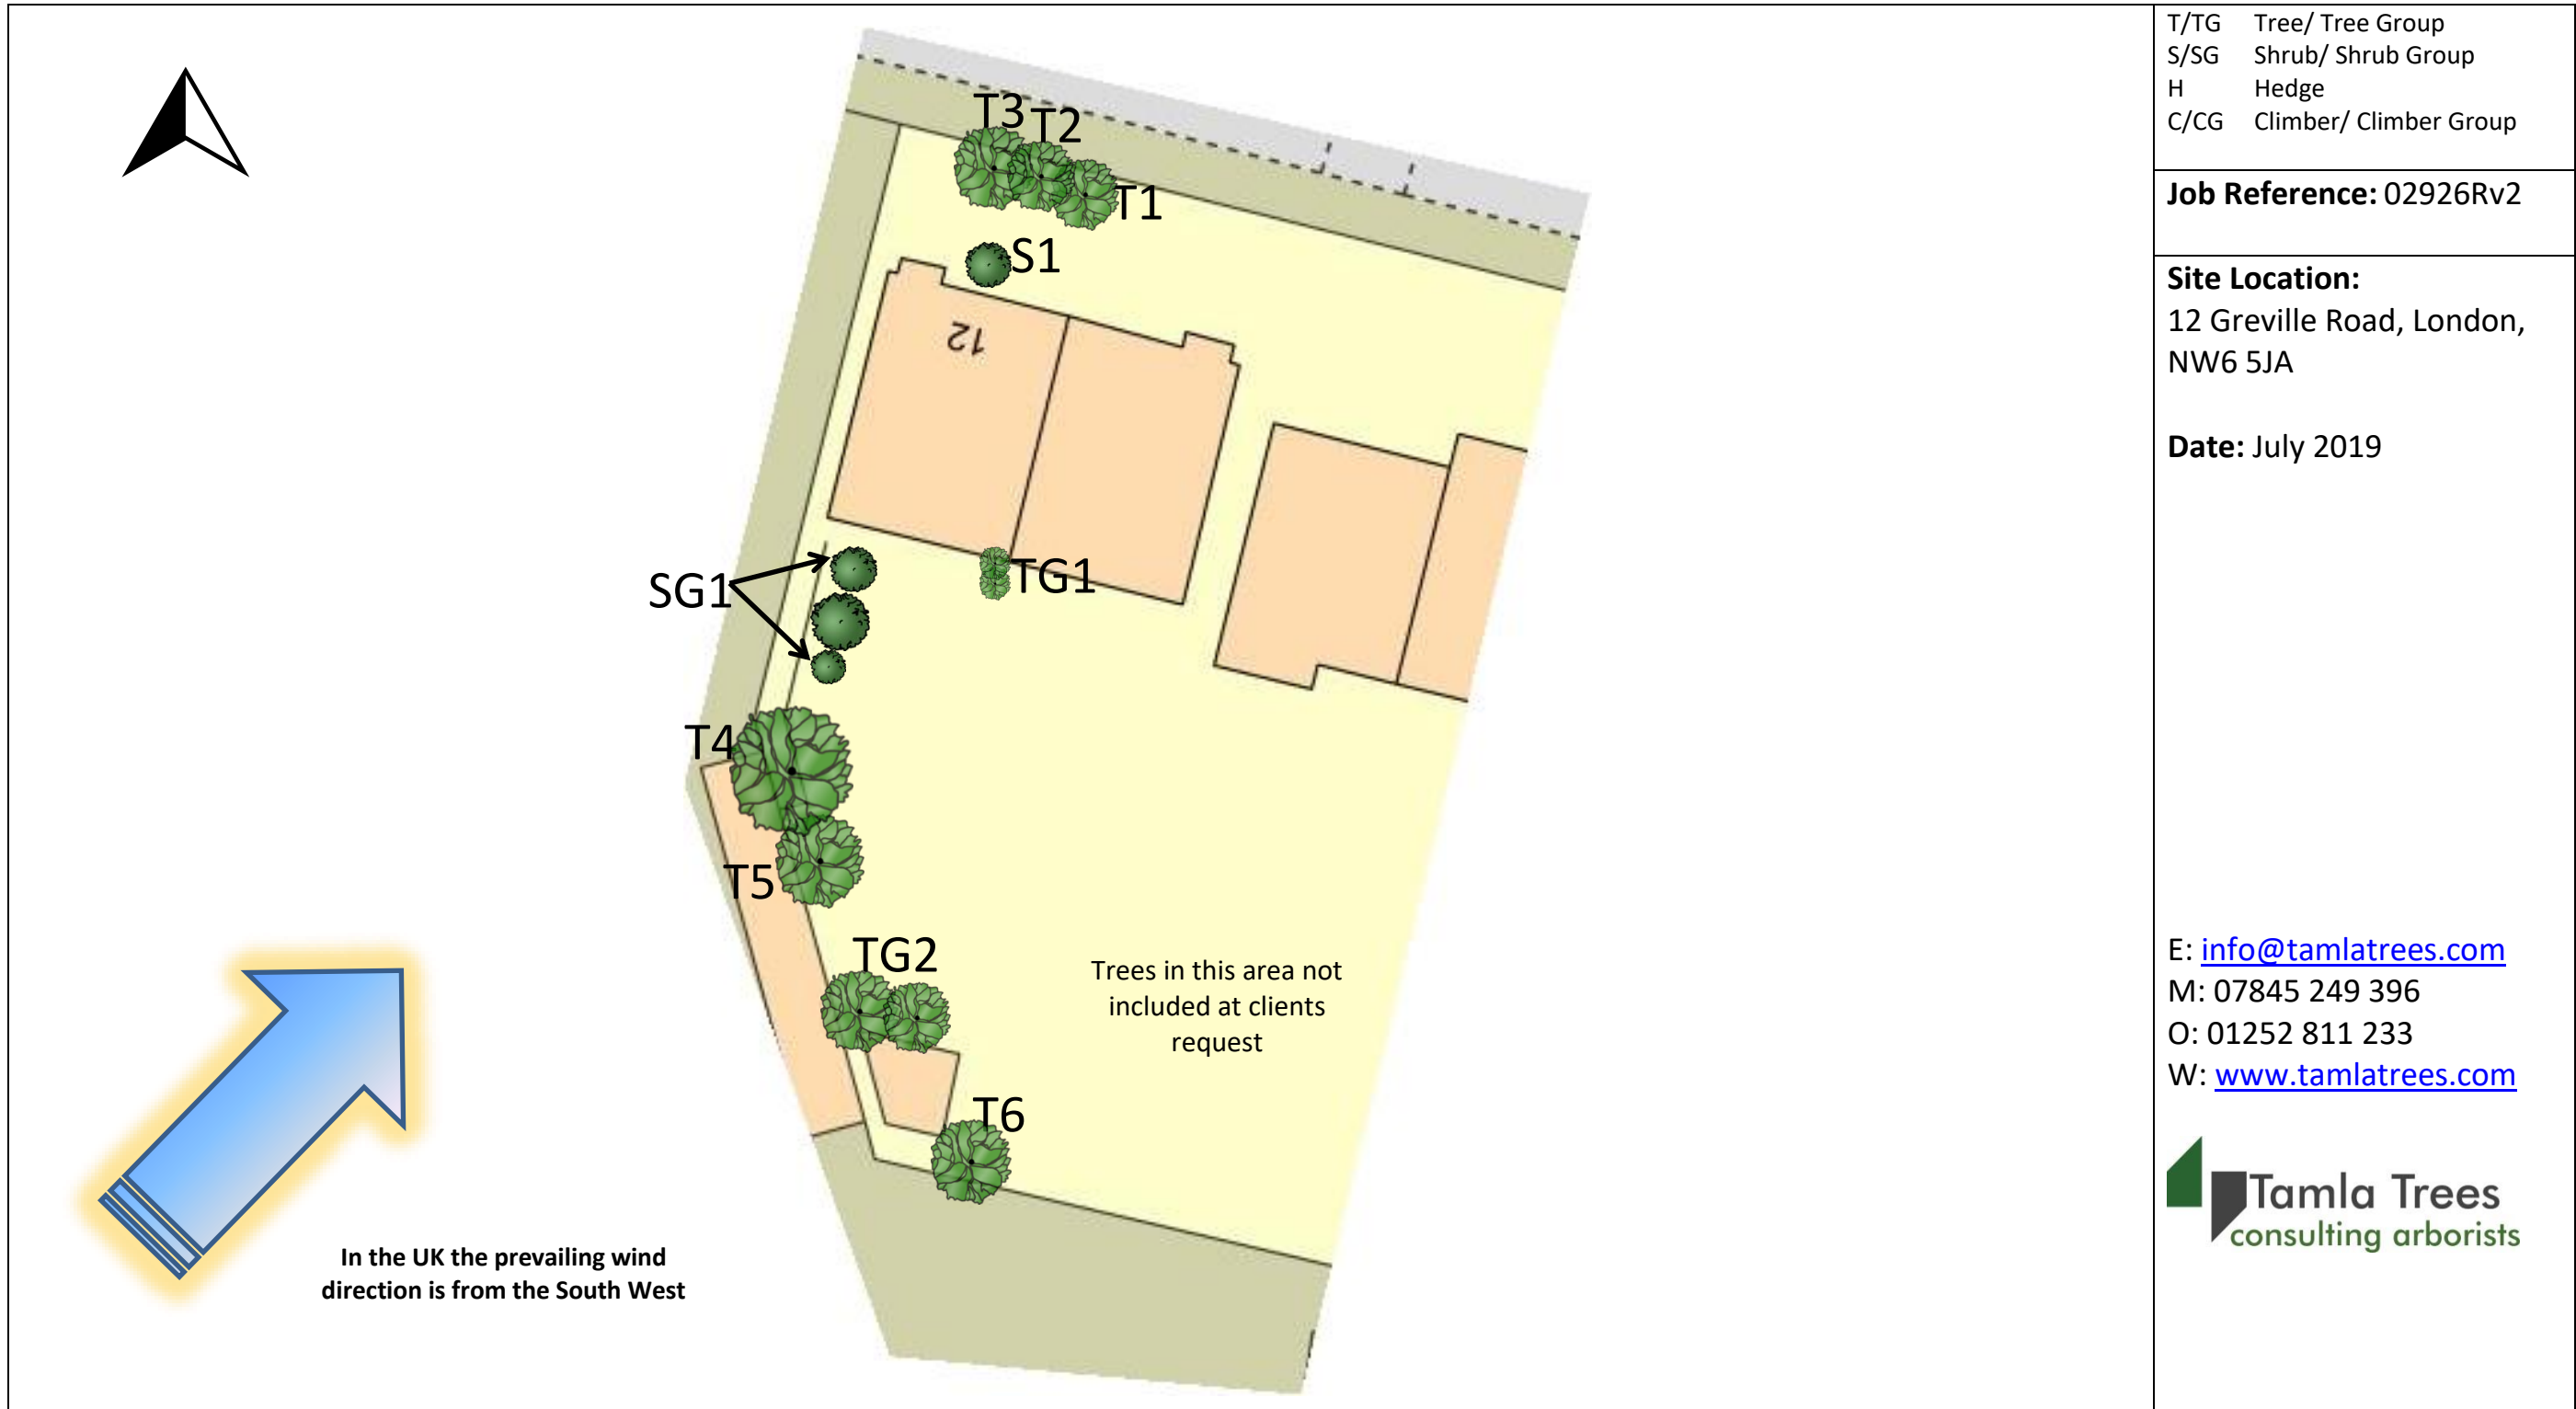 T3
T2
T1
S1
12
SG1
TG1
T4
T5
TG2
Trees in this area not
included at clients
request
T6
In the UK the prevailing wind
direction is from the South West
T/TG Tree/ Tree Group
S/SG Shrub/ Shrub Group
H Hedge
C/CG Climber/ Climber Group
Job Reference: 02926Rv2
Site Location:
12 Greville Road, London,
NW6 5JA
Date: July 2019
E: info@tamlatrees.com
M: 07845 249 396
O: 01252 811 233
W: www.tamlatrees.com
Tamla Trees
consulting arborists